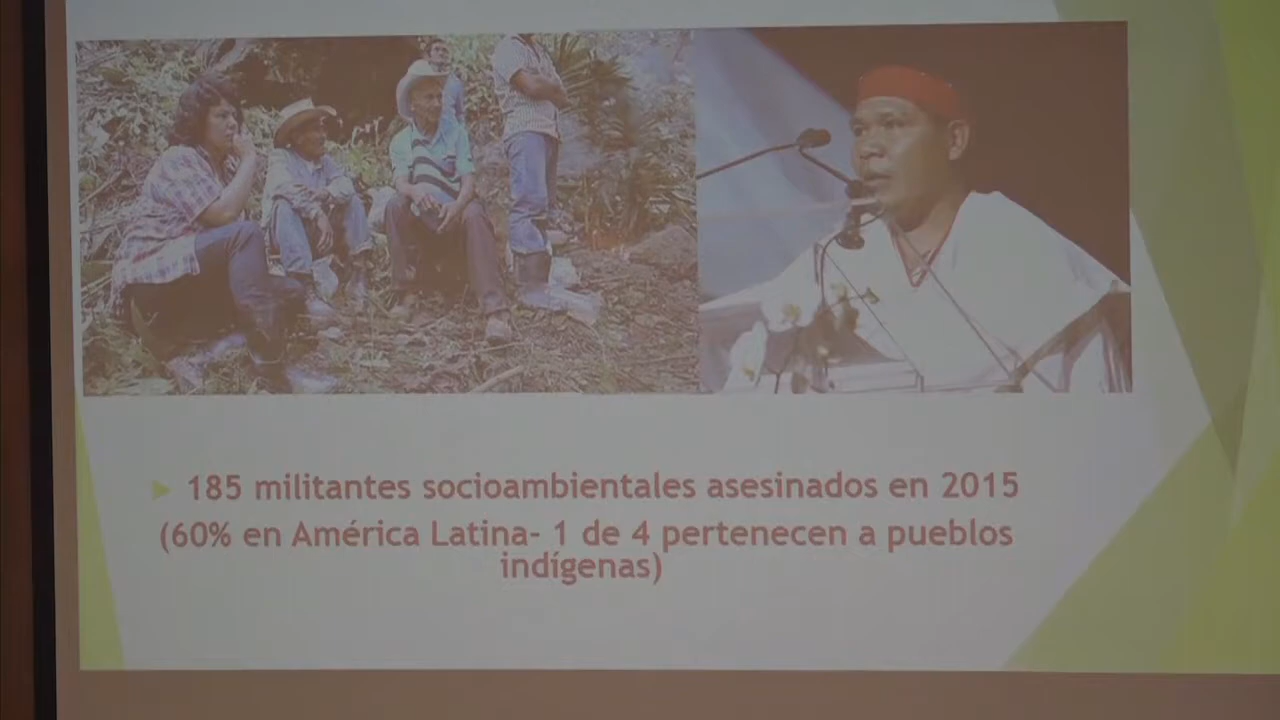 185 militantes socioambientales asesinados en 2015
(60% en América Latina- 1 de 4 pertenecen a pueblos
indígenas)